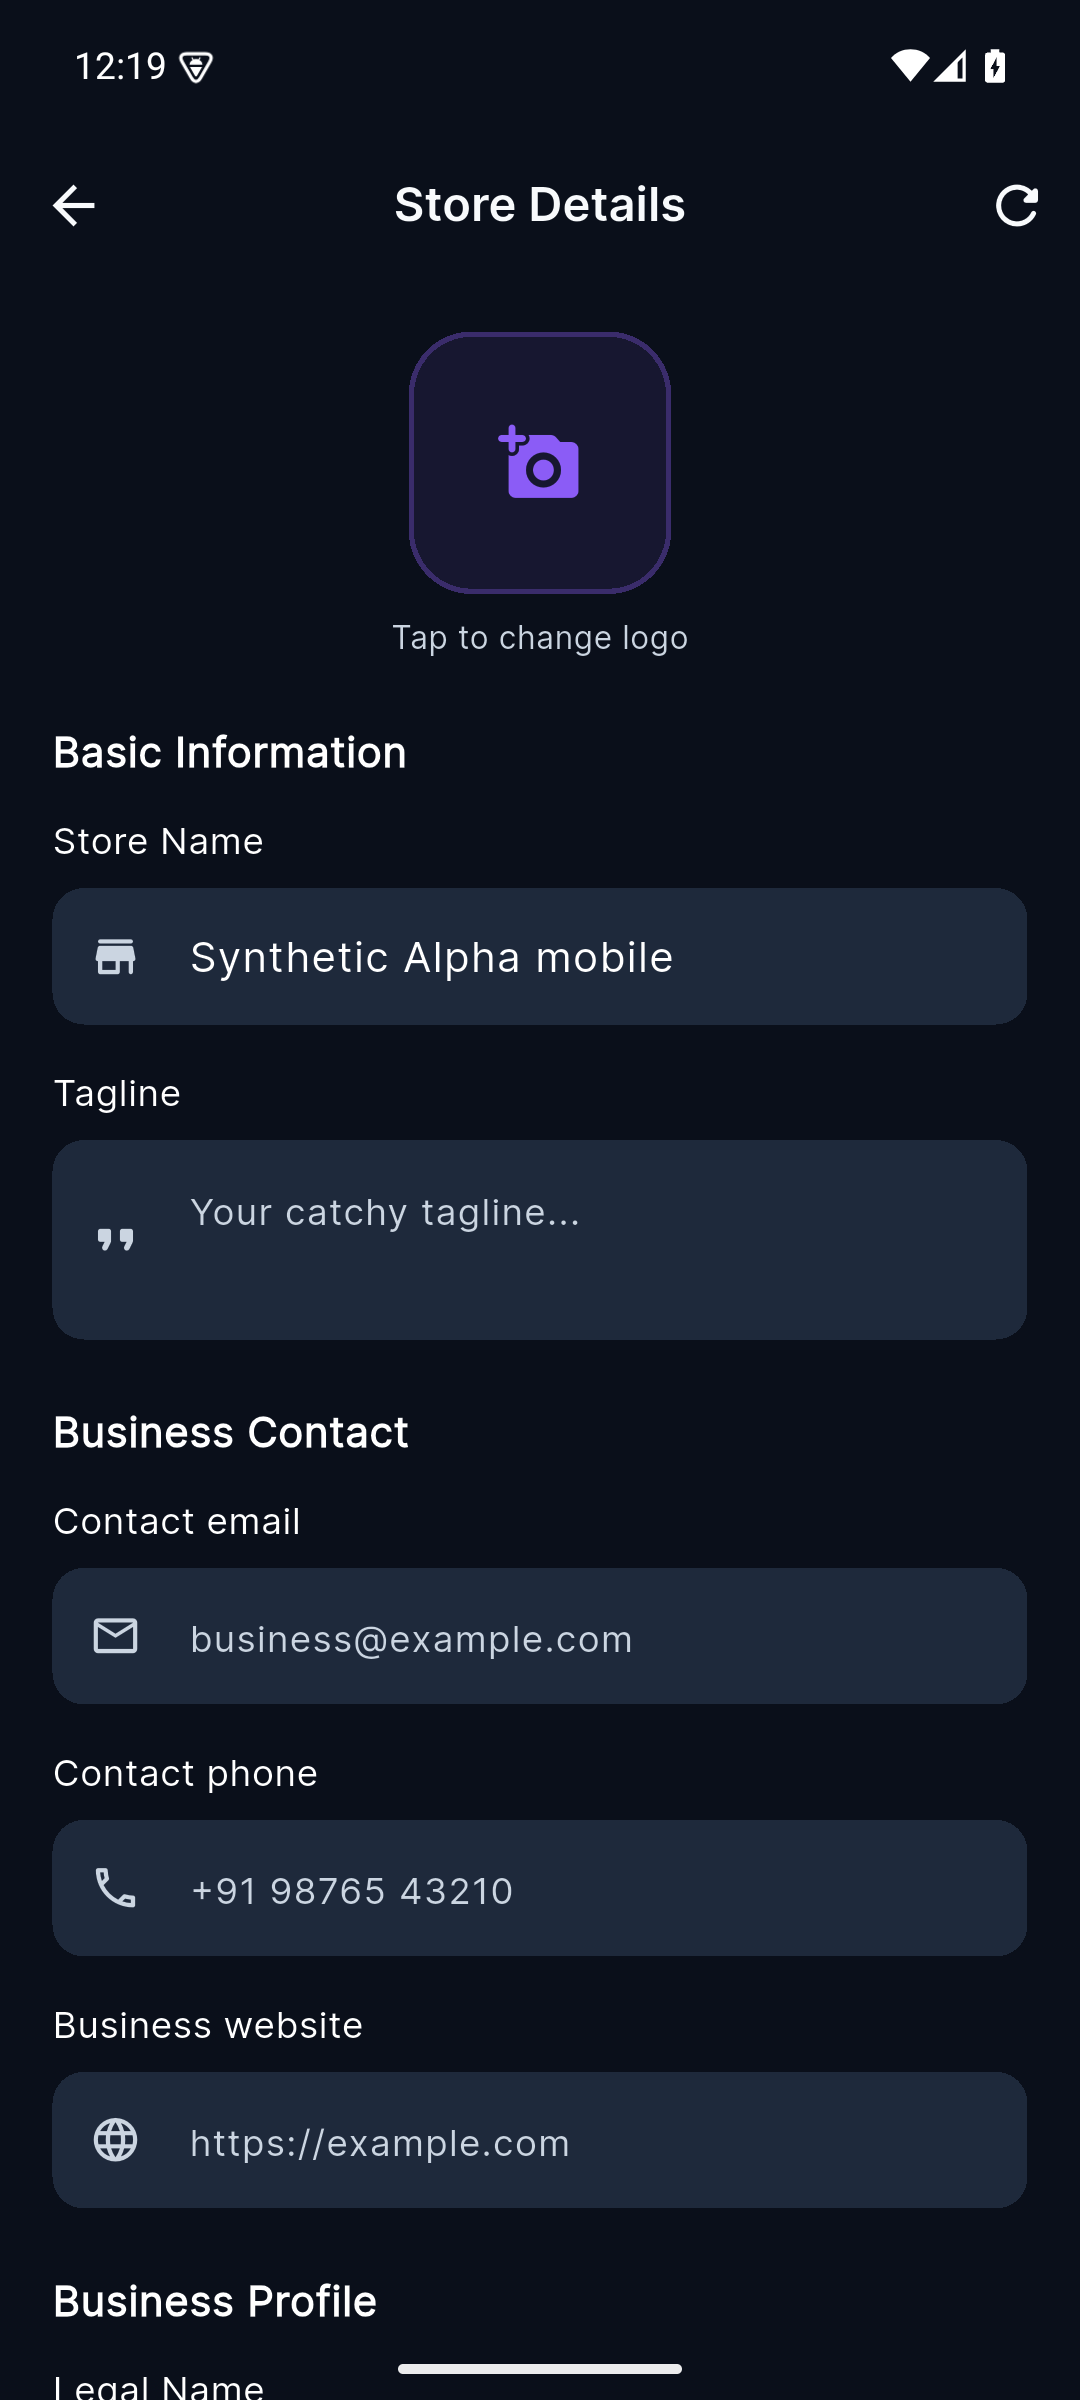 12:19
Store Details
Tap to change logo
Basic Information
Store Name
Synthetic Alpha mobile
Tagline
Your catchy tagline...
Business Contact
Contact email
business@example.com
Contact phone
+91 98765 43210
Business website
https://example.com
Business Profile
Legal Name